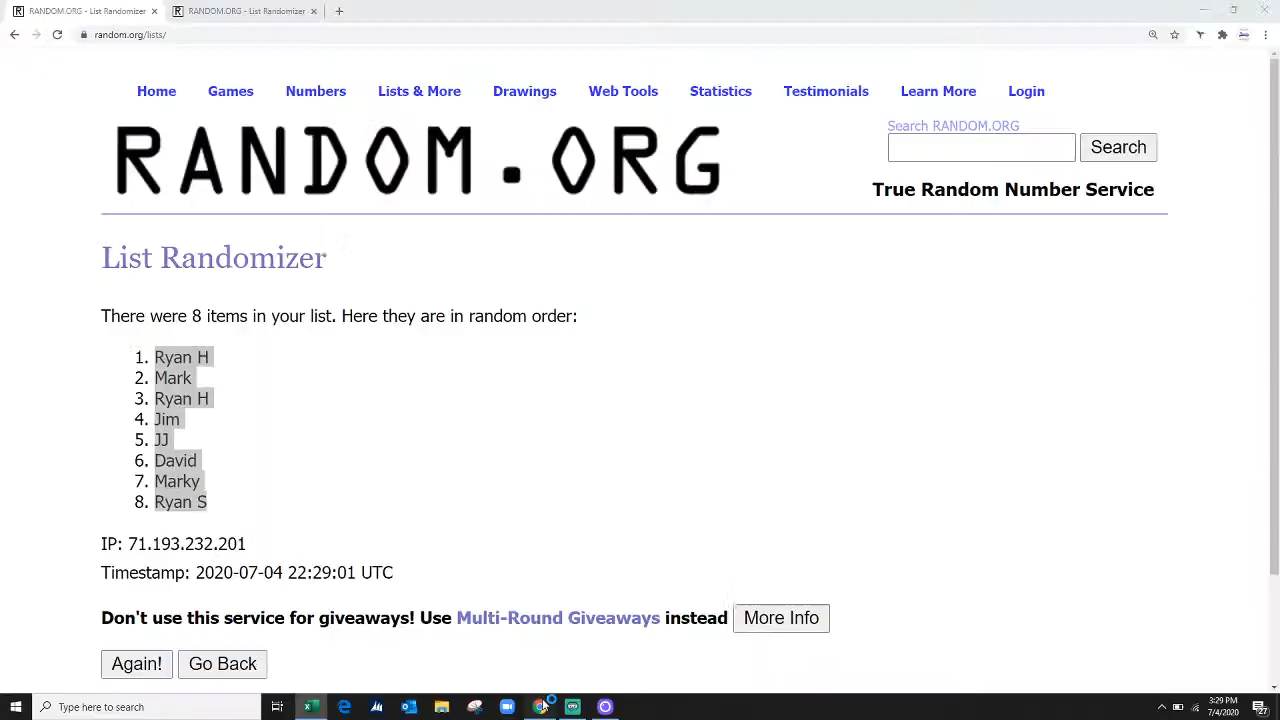 RANDOM.ORG - List Randomizer
RANDOM.ORG - List Randomizer
random.org/lists/
Home Games Numbers Lists & More Drawings Web Tools Statistics Testimonials Learn More Login
RANDOM.ORG
Search RANDOM.ORG
Search
True Random Number Service
List Randomizer
There were 8 items in your list. Here they are in random order:
1. Ryan H
2. Mark
3. Ryan H
4. Jim
5. JJ
6. David
7. Marky
8. Ryan S
IP: 71.193.232.201
Timestamp: 2020-07-04 22:29:01 UTC
Don't use this service for giveaways! Use Multi-Round Giveaways instead More Info
Again! Go Back
Type here to search
3:29 PM
7/4/2020